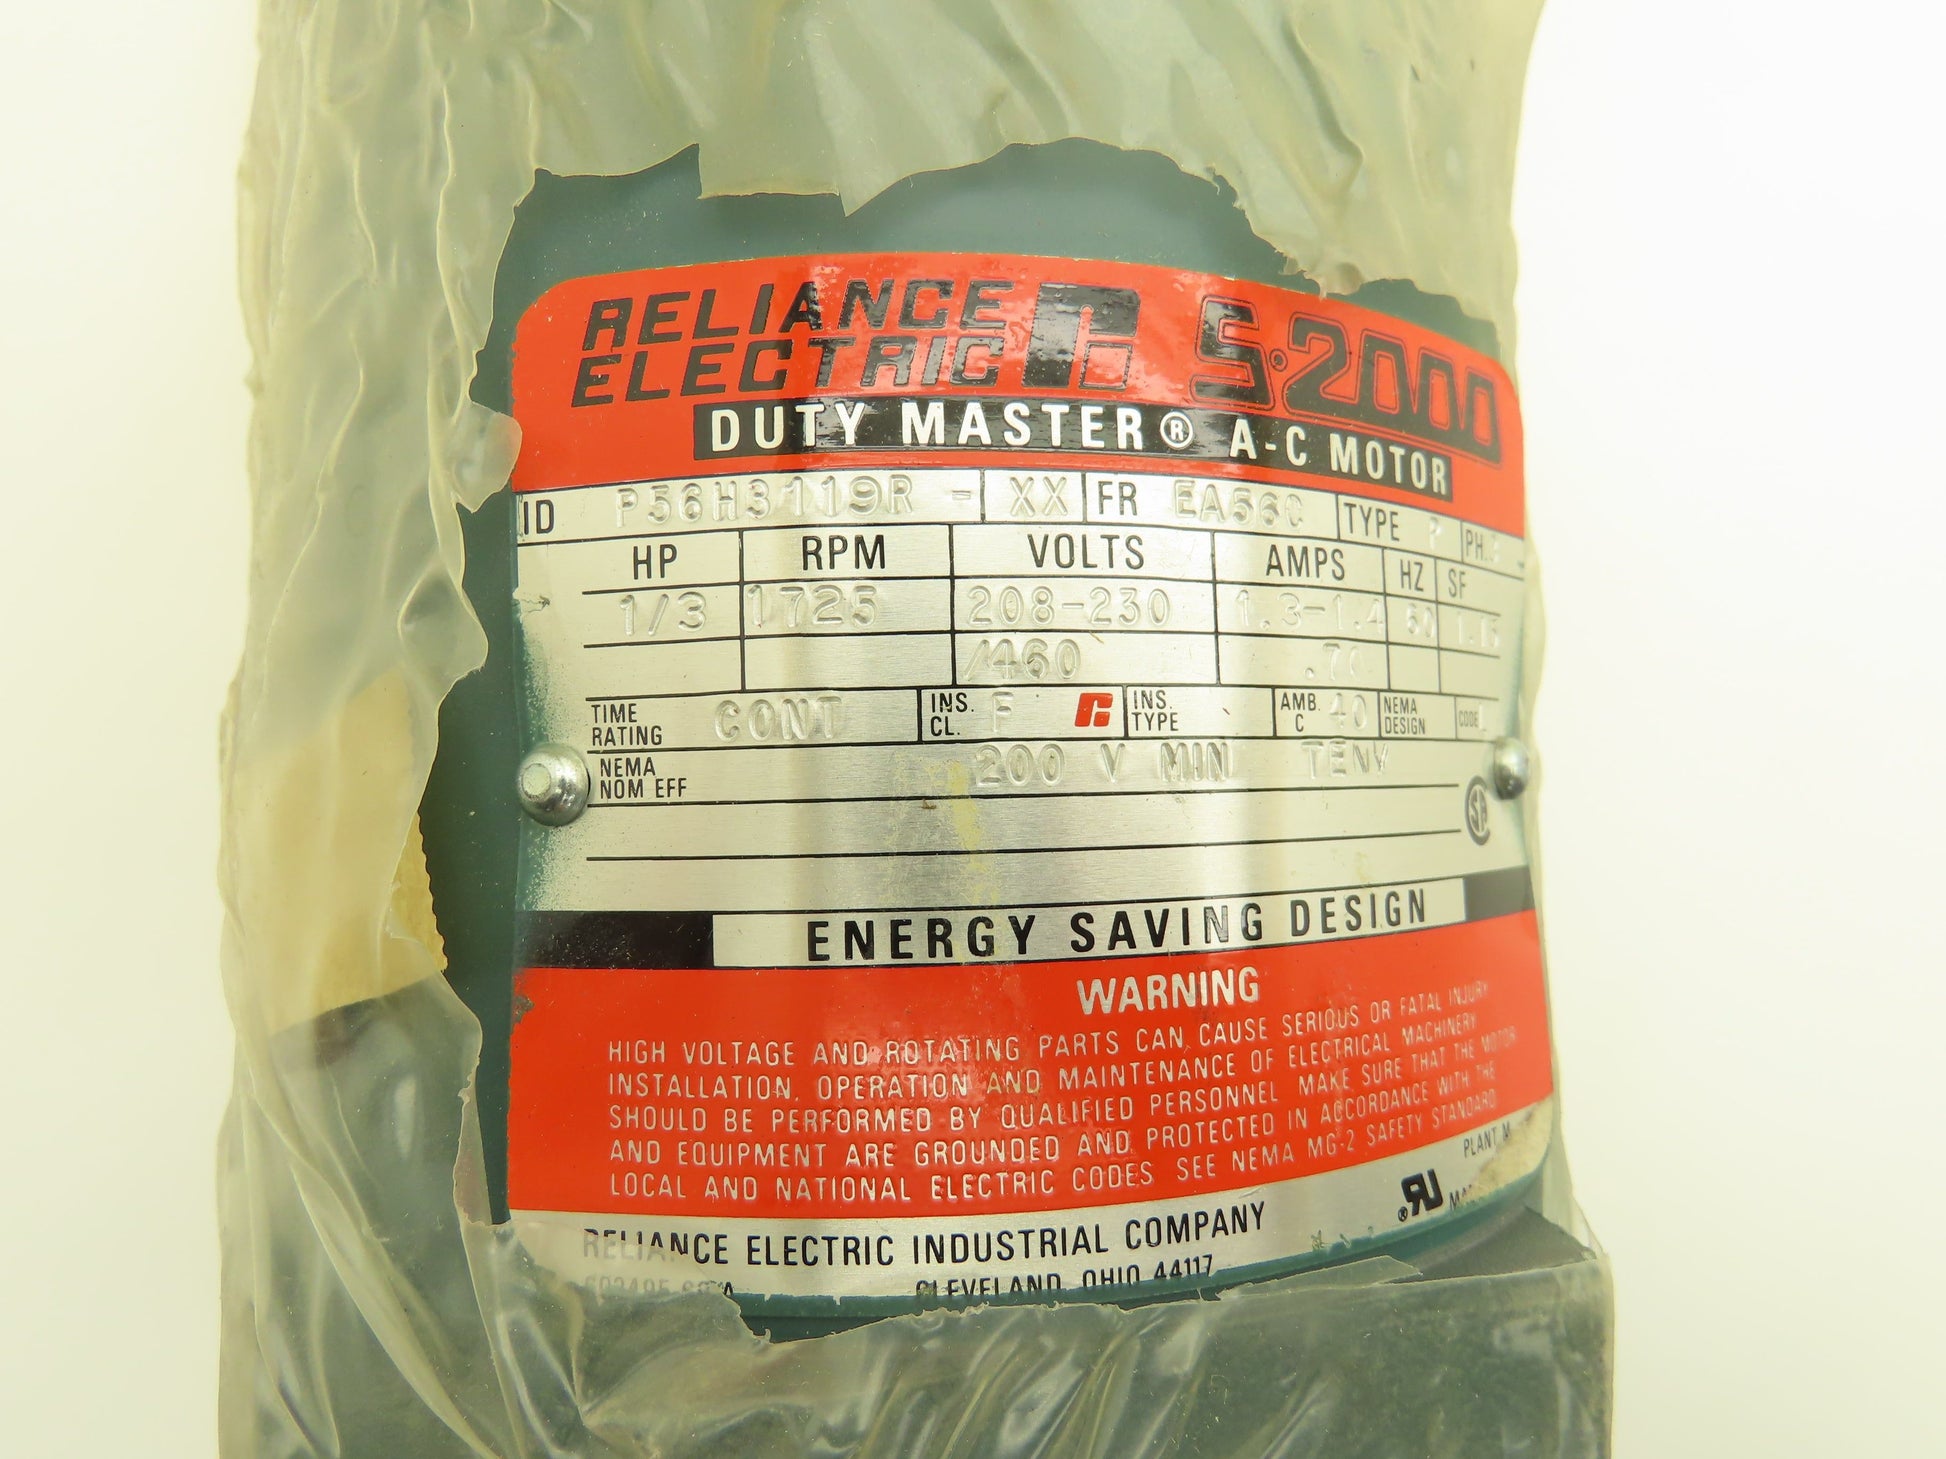 RELIANCE
ELECTRIC S-2000
DUTY MASTER® A-C MOTOR
ID P56H3119R - XX FR EA56C TYPE P PH.3
HP RPM VOLTS AMPS HZ SF
1/3 1725 208-230 1.3-1.4 60 1.15
/460
TIME RATING CONT INS. CL. F INS. TYPE AMB. C 40 NEMA DESIGN CODE L
NEMA NOM EFF 200 V MIN TENV
ENERGY SAVING DESIGN
WARNING
HIGH VOLTAGE AND ROTATING PARTS CAN CAUSE SERIOUS OR FATAL INJURY
INSTALLATION, OPERATION AND MAINTENANCE OF ELECTRICAL MACHINERY
SHOULD BE PERFORMED BY QUALIFIED PERSONNEL MAKE SURE THAT THE MOTOR
AND EQUIPMENT ARE GROUNDED AND PROTECTED IN ACCORDANCE WITH THE
LOCAL AND NATIONAL ELECTRIC CODES SEE NEMA MG-2 SAFETY STANDARD
RELIANCE ELECTRIC INDUSTRIAL COMPANY
CLEVELAND, OHIO 44117
PLANT